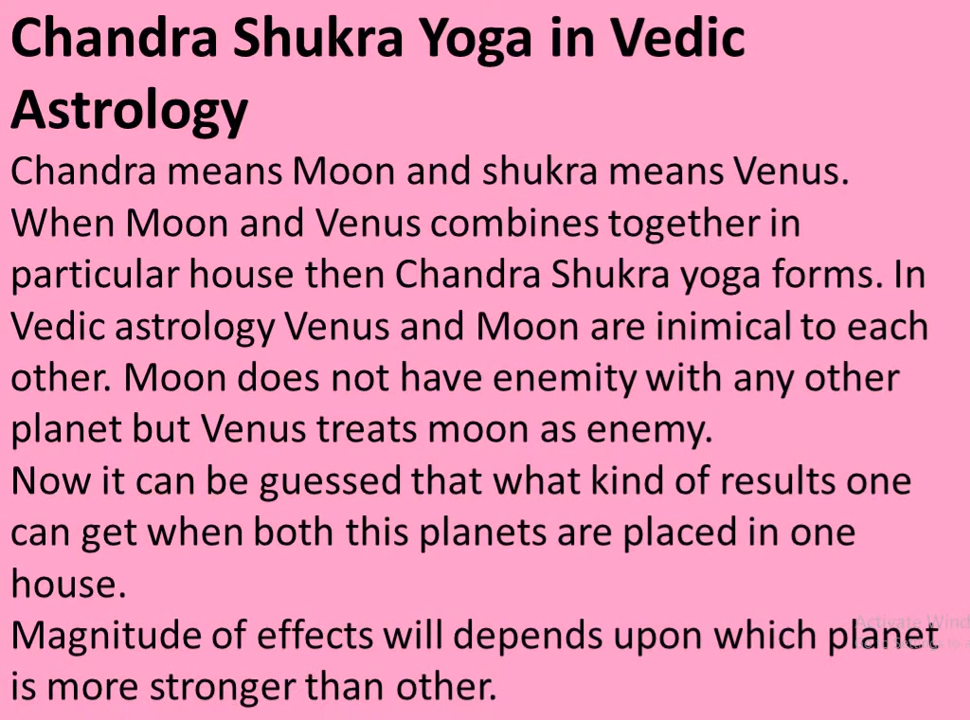 Chandra Shukra Yoga in Vedic
Astrology
Chandra means Moon and shukra means Venus.
When Moon and Venus combines together in
particular house then Chandra Shukra yoga forms. In
Vedic astrology Venus and Moon are inimical to each
other. Moon does not have enemity with any other
planet but Venus treats moon as enemy.
Now it can be guessed that what kind of results one
can get when both this planets are placed in one
house.
Magnitude of effects will depends upon which planet
is more stronger than other.
Activate Wind